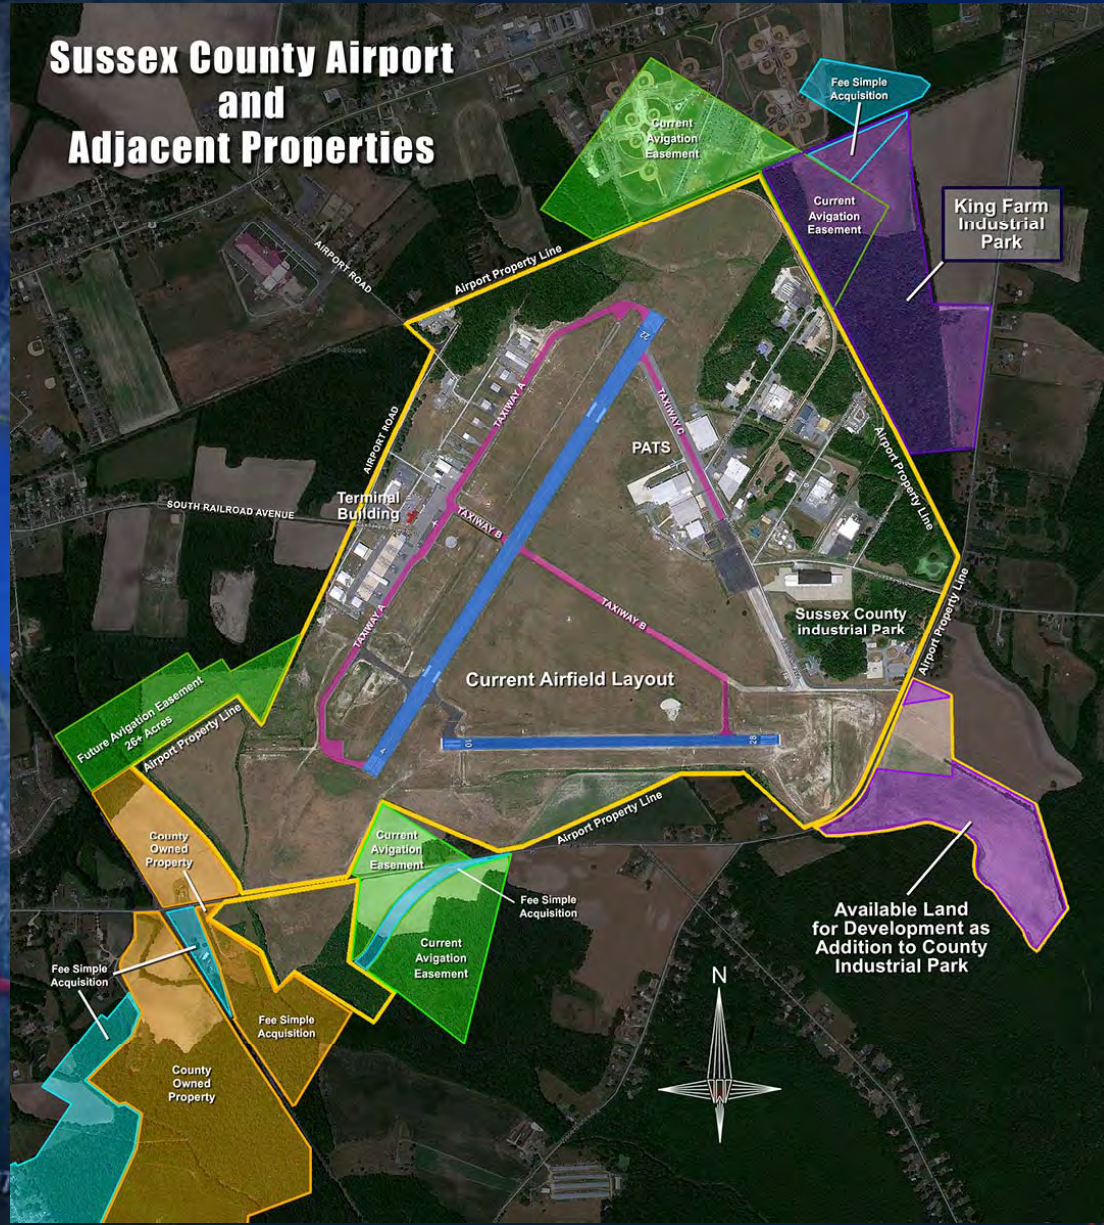 Sussex County Airport
and
Adjacent Properties
Fee Simple
Acquisition
Current
Avigation
Easement
Current
Avigation
Easement
King Farm
Industrial
Park
Airport Property Line
AIRPORT ROAD
22
TAXIWAY A
TAXIWAY C
AIRPORT ROAD
PATS
Airport Property Line
Terminal
Building
SOUTH RAILROAD AVENUE
TAXIWAY B
TAXIWAY A
TAXIWAY B
Sussex County
industrial Park
Airport Property Line
Current Airfield Layout
Future Avigation Easement
26+ Acres
Airport Property Line
4
10
28
Airport Property Line
County
Owned
Property
Current
Avigation
Easement
Fee Simple
Acquisition
Current
Avigation
Easement
Available Land
for Development as
Addition to County
Industrial Park
Fee Simple
Acquisition
Fee Simple
Acquisition
County
Owned
Property
N